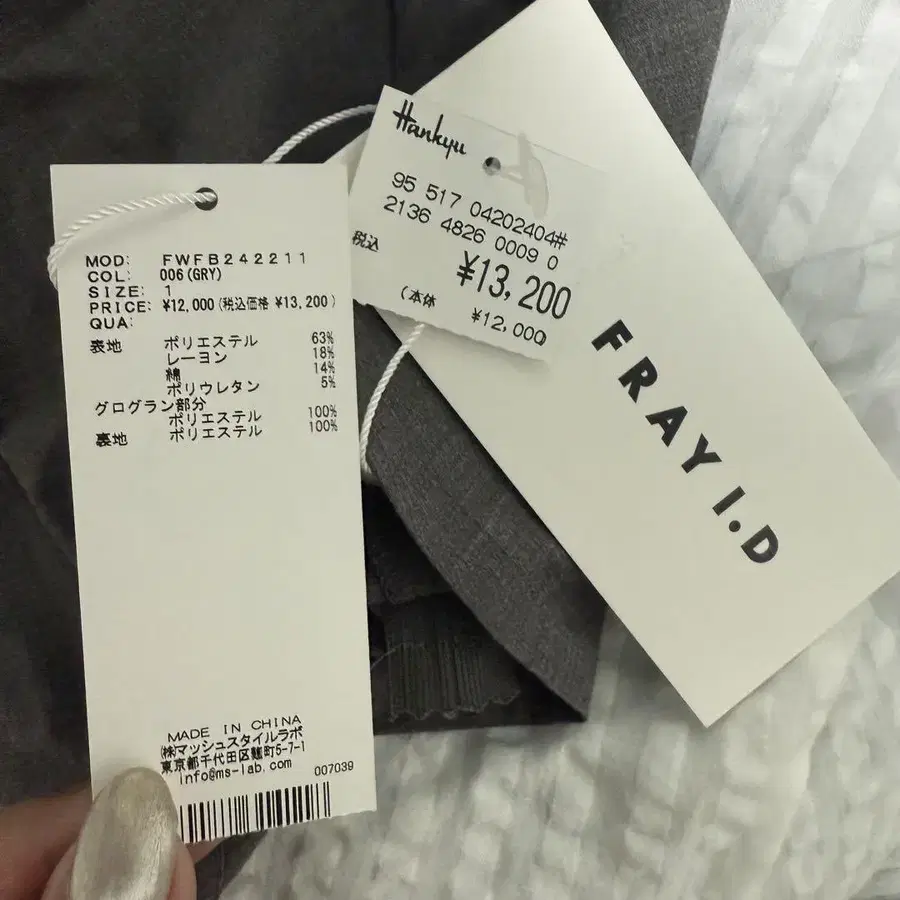 MOD: FWFB242211
COL: 006(GRY)
SIZE: 1
PRICE: ¥12,000(税込価格 ¥13,200)
QUA:
表地 ポリエステル 63%
レーヨン 18%
綿 14%
ポリウレタン 5%
グログラン部分
ポリエステル 100%
裏地 ポリエステル 100%
MADE IN CHINA
㈱マッシュスタイルラボ
東京都千代田区麹町5-7-1
info@ms-lab.com
007039
Hankyu
95 517 04202404#
2136 4826 0009 0
税込 ¥13,200
(本体 ¥12,000)
FRAY I.D